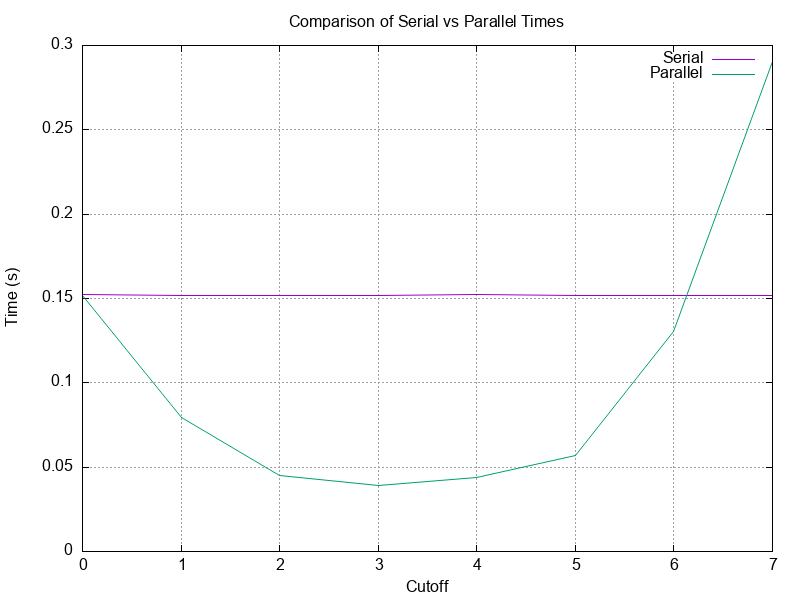 Comparison of Serial vs Parallel Times
Serial
Parallel
0.3
0.25
0.2
0.15
0.1
0.05
0
Time (s)
0 1 2 3 4 5 6 7
Cutoff